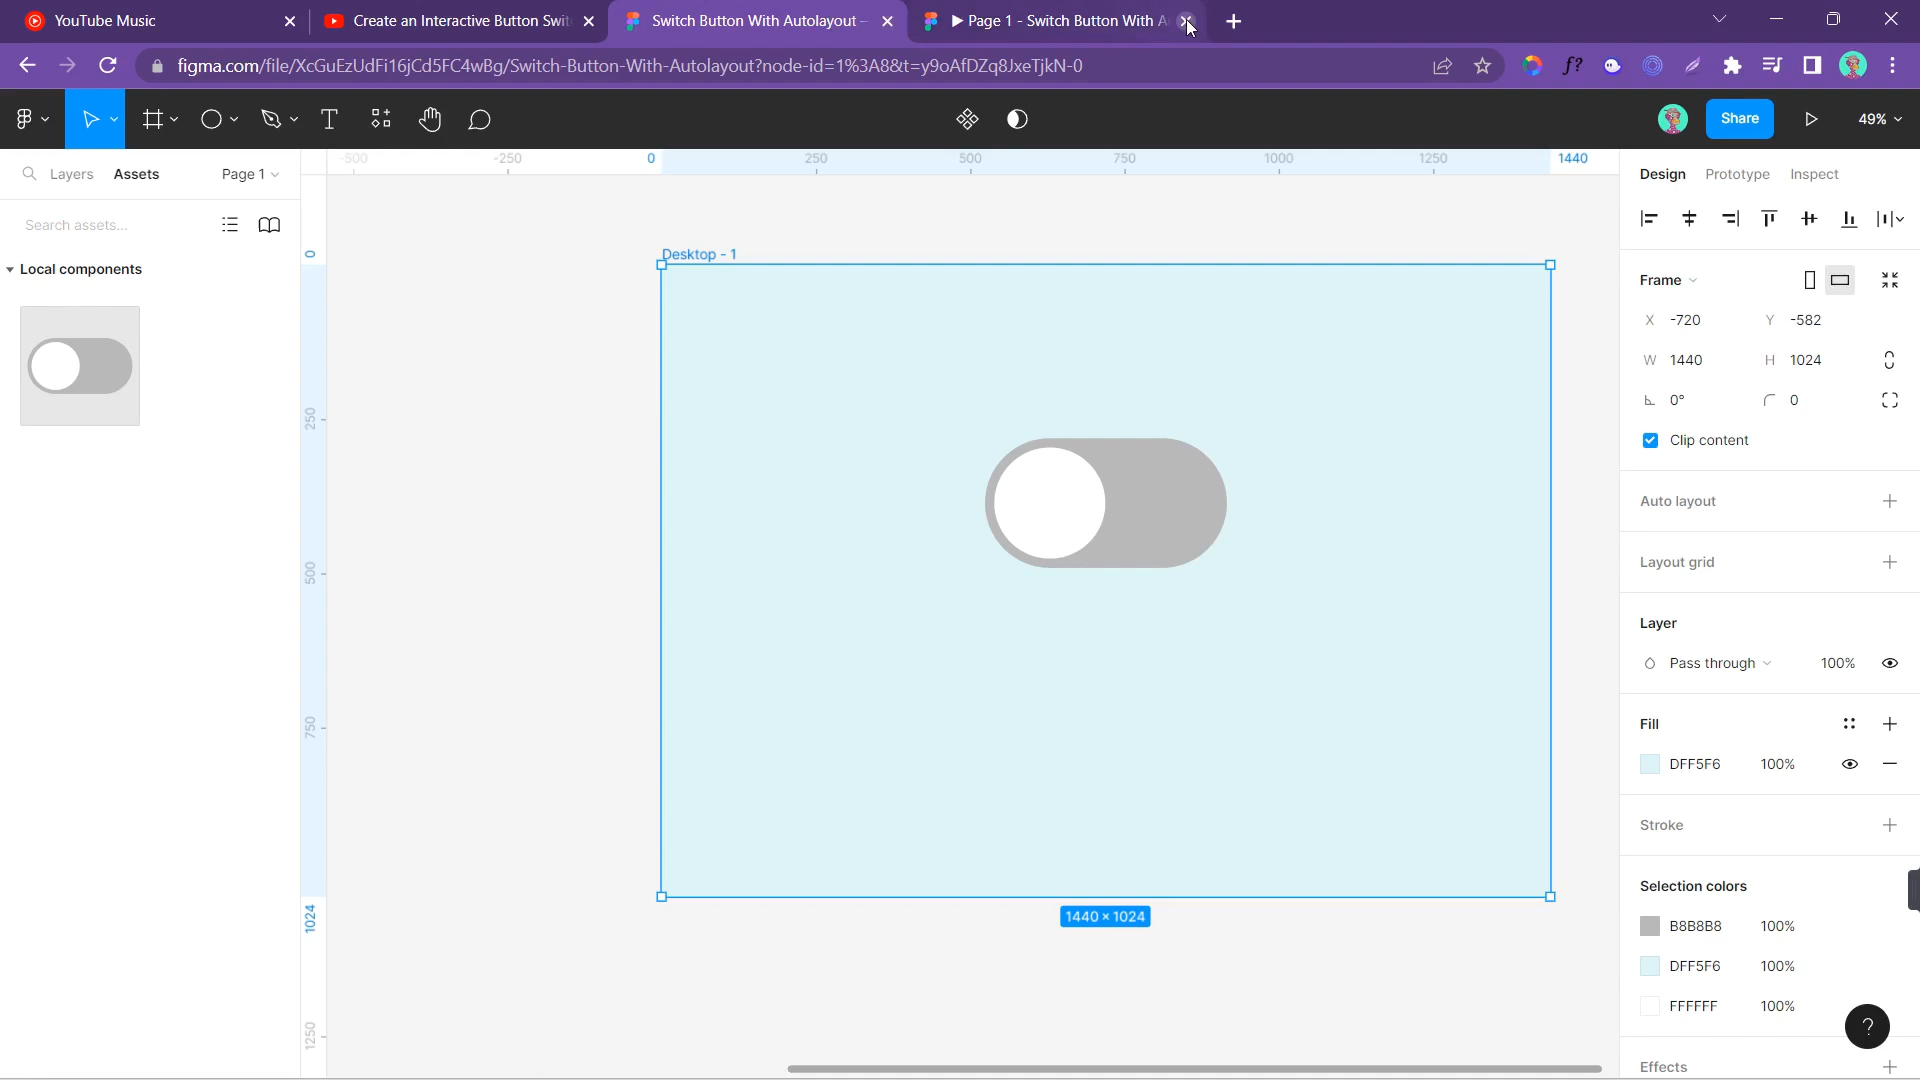 YouTube Music
Create an Interactive Button Swit
Switch Button With Autolayout –
Page 1 - Switch Button With A
figma.com/file/XcGuEzUdFi16jCd5FC4wBg/Switch-Button-With-Autolayout?node-id=1%3A8&t=y9oAfDZq8JxeTjkN-0
f?
T
Share
49%
Layers
Assets
Page 1
-500
-250
0
250
500
750
1000
1250
1440
Design
Prototype
Inspect
Search assets...
Local components
0
250
500
750
1024
1250
Desktop - 1
1440 × 1024
Frame
X -720
Y -582
W 1440
H 1024
0°
0
Clip content
Auto layout
Layout grid
Layer
Pass through
100%
Fill
DFF5F6
100%
Stroke
Selection colors
B8B8B8
100%
DFF5F6
100%
FFFFFF
100%
?
Effects